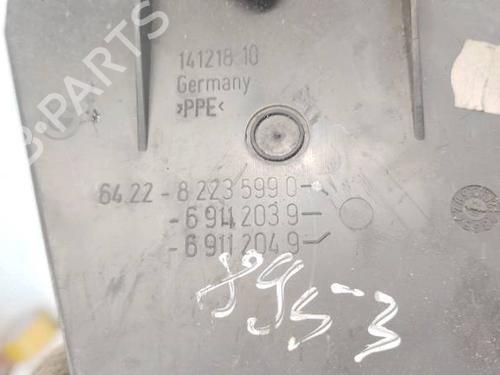 141218 10
Germany
>PPE<
64.22 - 8 223 599 0 -
- 6 911 203 9 -
- 6 911 204 9 -
B-PARTS